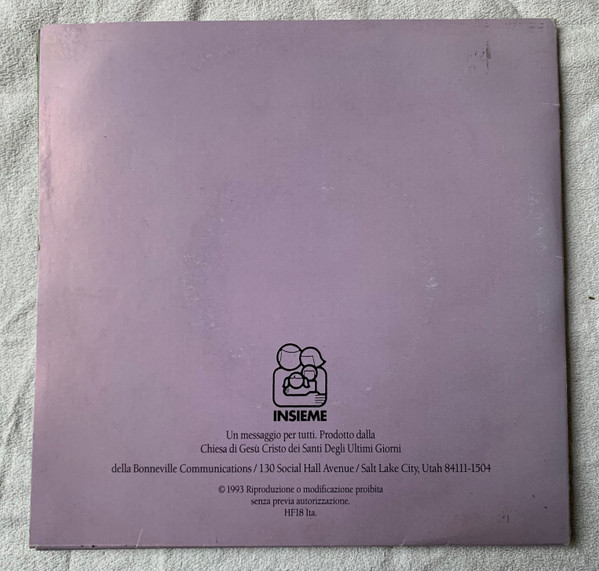 INSIEME
Un messaggio per tutti. Prodotto dalla
Chiesa di Gesù Cristo dei Santi Degli Ultimi Giorni
della Bonneville Communications / 130 Social Hall Avenue / Salt Lake City, Utah 84111-1504
© 1993 Riproduzione o modificazione proibita
senza previa autorizzazione.
HF18 Ita.